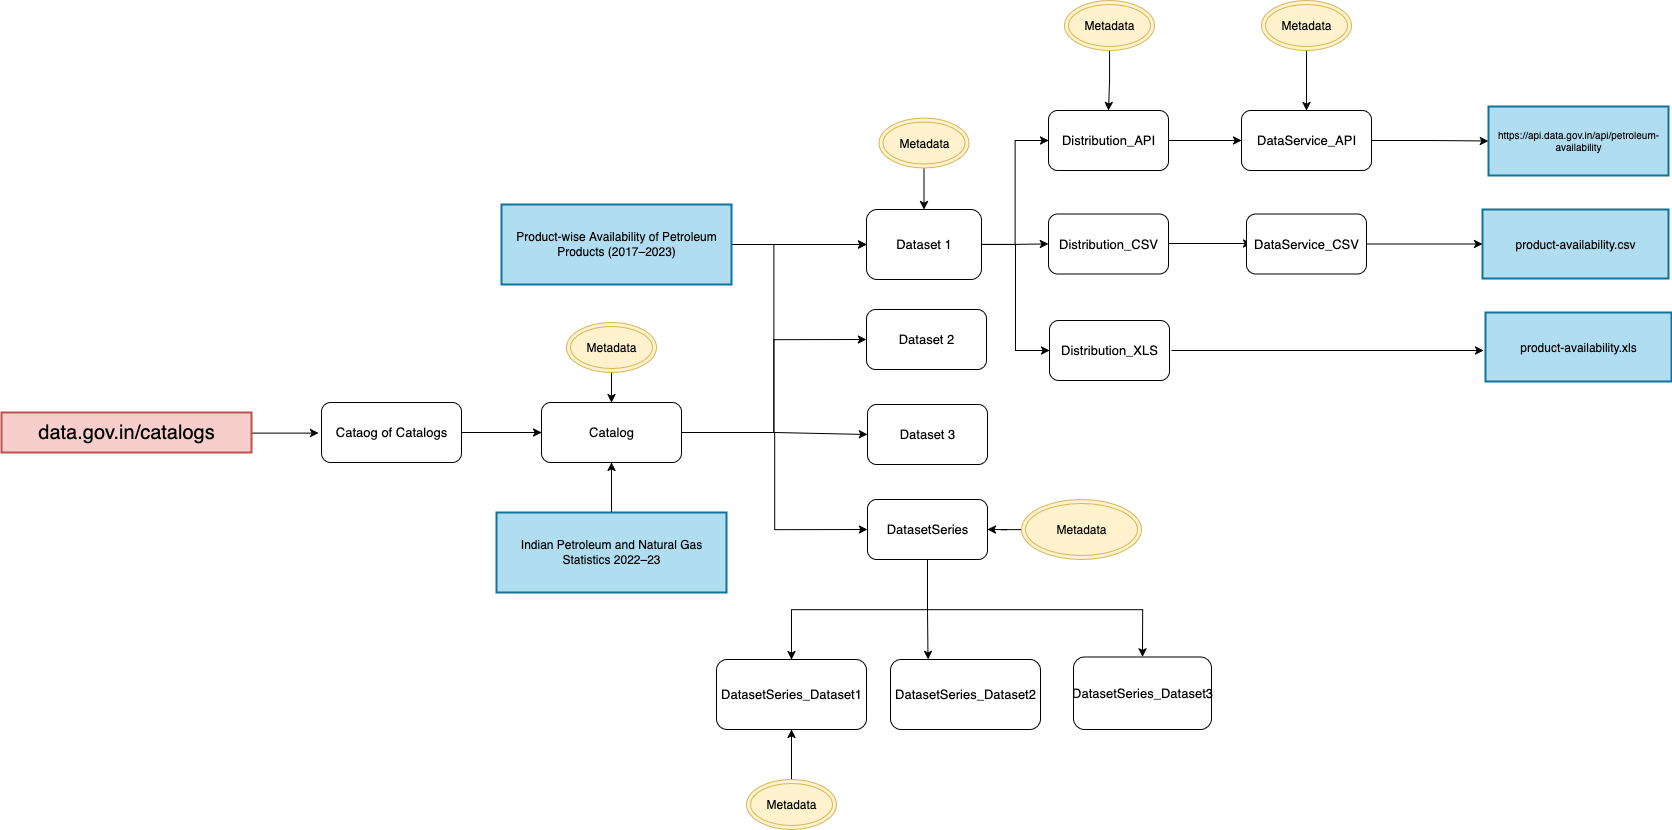 Metadata
Metadata
Metadata
Distribution_API
DataService_API
https://api.data.gov.in/api/petroleum-
availability
Product-wise Availability of Petroleum
Products (2017–2023)
Dataset 1
Distribution_CSV
DataService_CSV
product-availability.csv
Metadata
Dataset 2
Distribution_XLS
product-availability.xls
data.gov.in/catalogs
Cataog of Catalogs
Catalog
Dataset 3
Indian Petroleum and Natural Gas
Statistics 2022–23
DatasetSeries
Metadata
DatasetSeries_Dataset1
DatasetSeries_Dataset2
DatasetSeries_Dataset3
Metadata